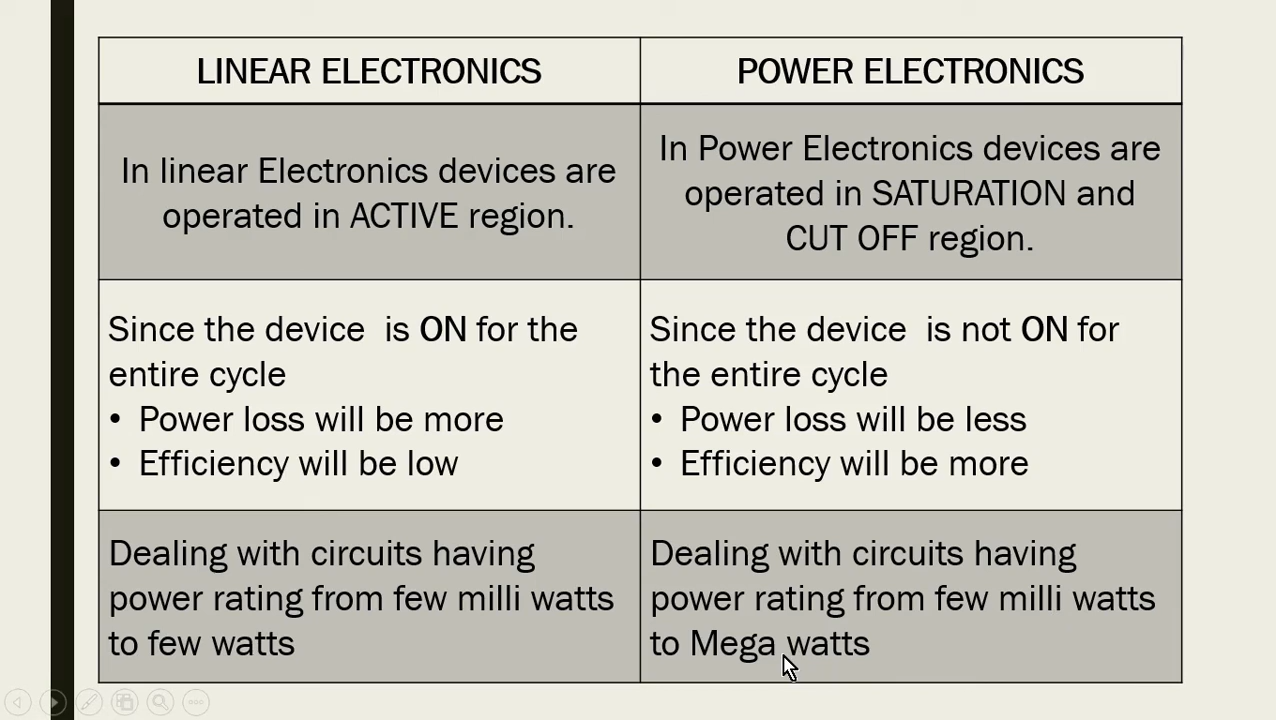 LINEAR ELECTRONICS
POWER ELECTRONICS
In linear Electronics devices are
operated in ACTIVE region.
In Power Electronics devices are
operated in SATURATION and
CUT OFF region.
Since the device is ON for the
entire cycle
• Power loss will be more
• Efficiency will be low
Since the device is not ON for
the entire cycle
• Power loss will be less
• Efficiency will be more
Dealing with circuits having
power rating from few milli watts
to few watts
Dealing with circuits having
power rating from few milli watts
to Mega watts